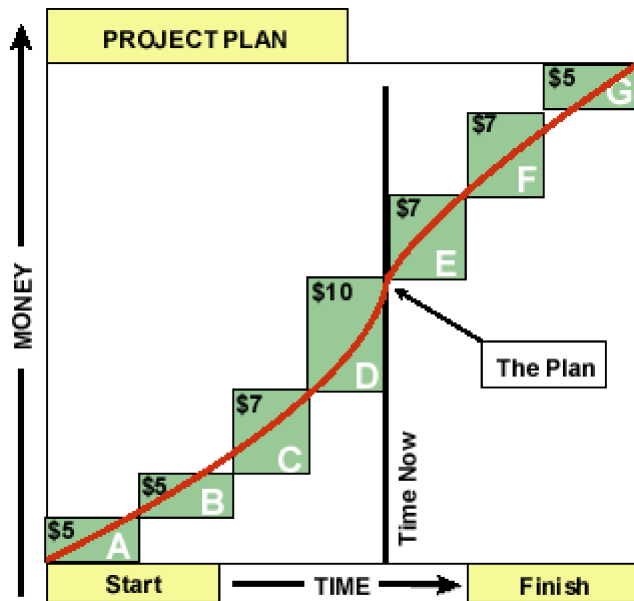 PROJECT PLAN
$5
G
$7
F
$7
E
$10
D
The Plan
$7
C
$5
B
$5
A
MONEY
Time Now
Start
TIME
Finish